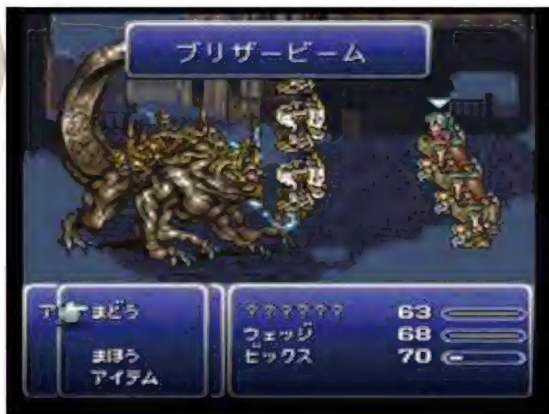 ブリザービーム
まどう
まほう
アイテム
?????? 63
ウェッジ 68
ビックス 70